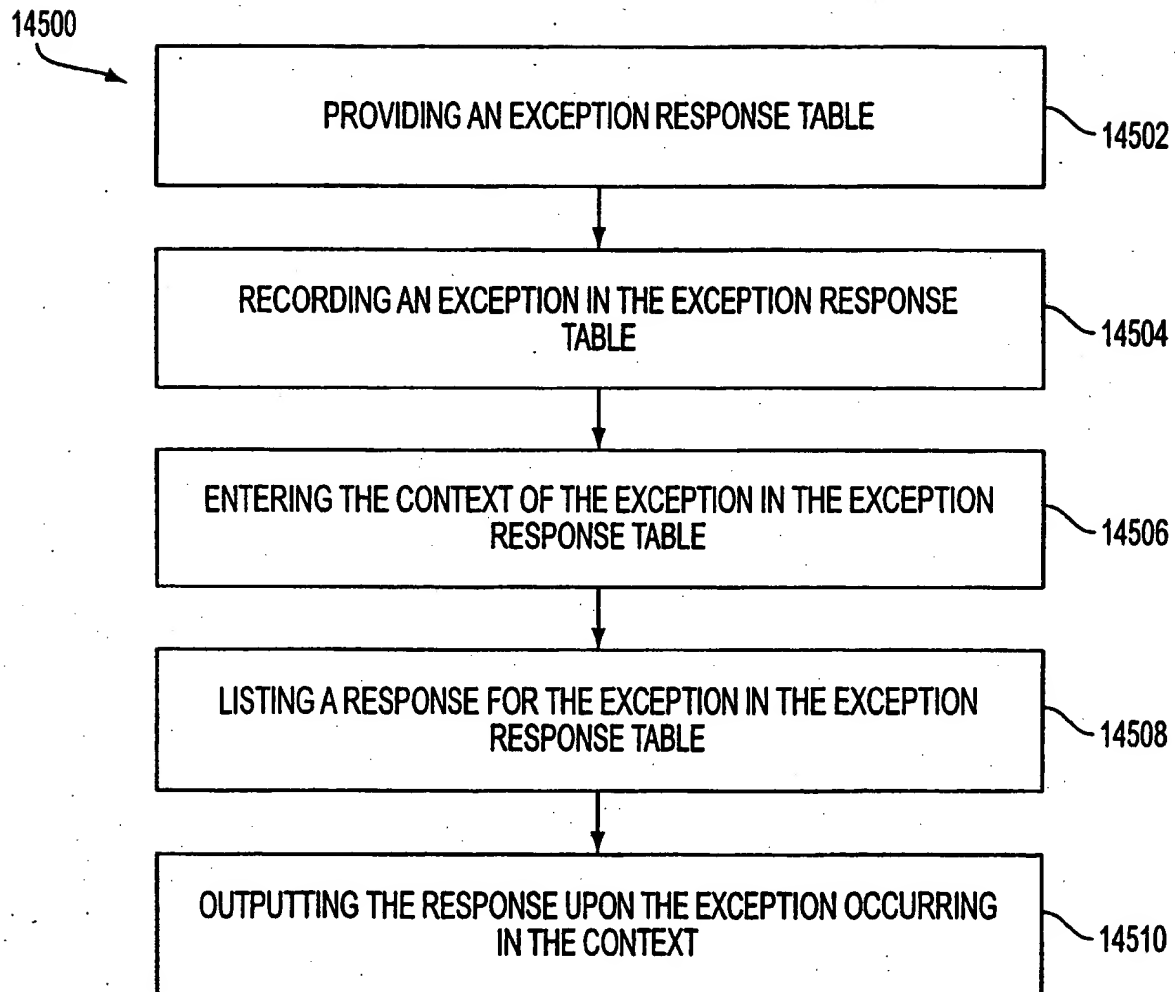 14500
PROVIDING AN EXCEPTION RESPONSE TABLE
14502
RECORDING AN EXCEPTION IN THE EXCEPTION RESPONSE
TABLE
14504
ENTERING THE CONTEXT OF THE EXCEPTION IN THE EXCEPTION
RESPONSE TABLE
14506
LISTING A RESPONSE FOR THE EXCEPTION IN THE EXCEPTION
RESPONSE TABLE
14508
OUTPUTTING THE RESPONSE UPON THE EXCEPTION OCCURRING
IN THE CONTEXT
14510